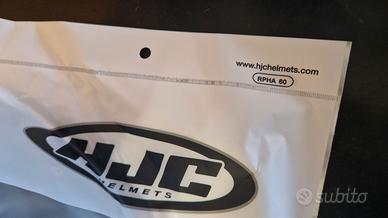 www.hjchelmets.com
RPHA 60
HJC
HELMETS
subito